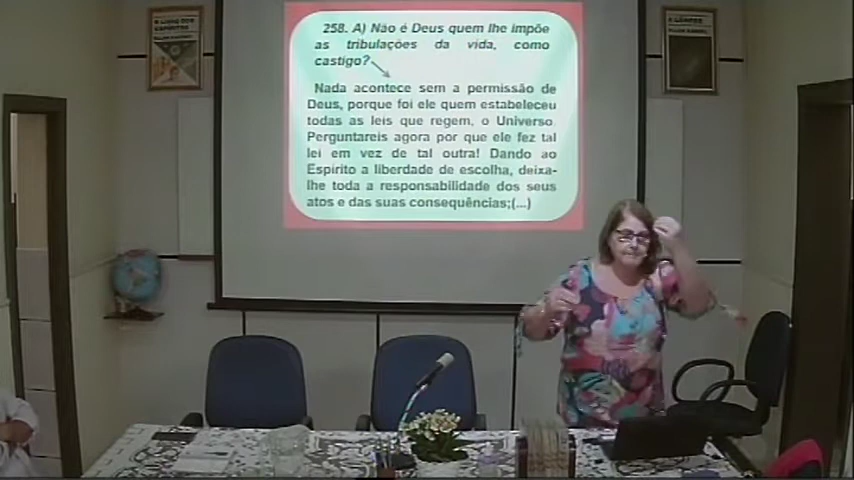 258. A) Não é Deus quem lhe impõe
as tribulações da vida, como
castigo?
Nada acontece sem a permissão de
Deus, porque foi ele quem estabeleceu
todas as leis que regem, o Universo.
Perguntareis agora por que ele fez tal
lei em vez de tal outra! Dando ao
Espírito a liberdade de escolha, deixa-
lhe toda a responsabilidade dos seus
atos e das suas consequências;(...)